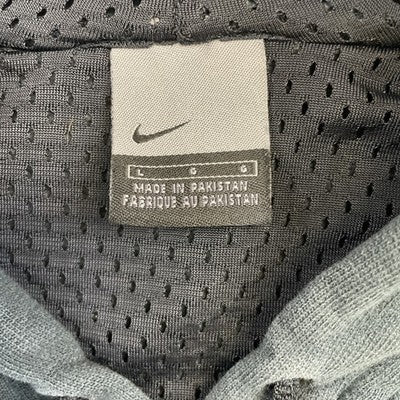 L G G
MADE IN PAKISTAN
FABRIQUE AU PAKISTAN